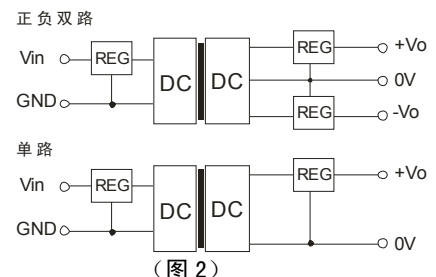 正负双路
Vin REG DC DC REG +Vo
0V
GND REG -Vo
单路
Vin REG DC DC REG +Vo
GND 0V
(图 2)